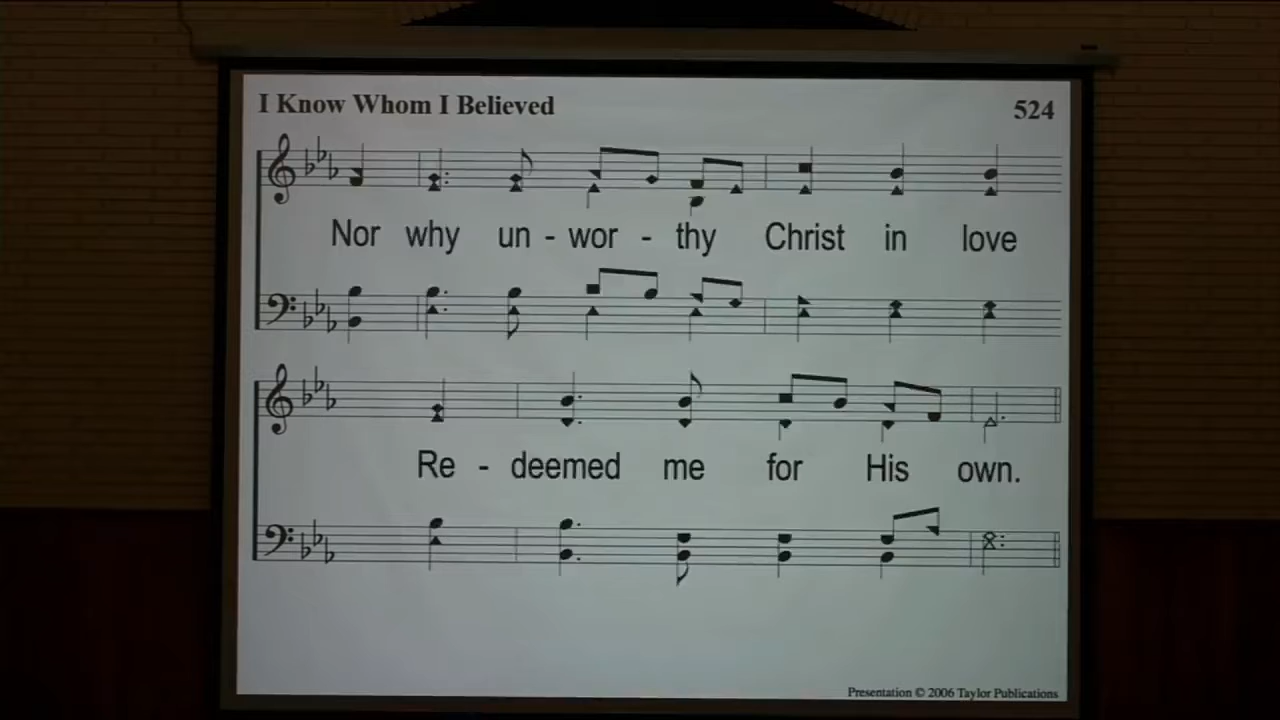 I Know Whom I Believed
524
Nor why un - wor - thy Christ in love
Re - deemed me for His own.
Presentation © 2006 Taylor Publications